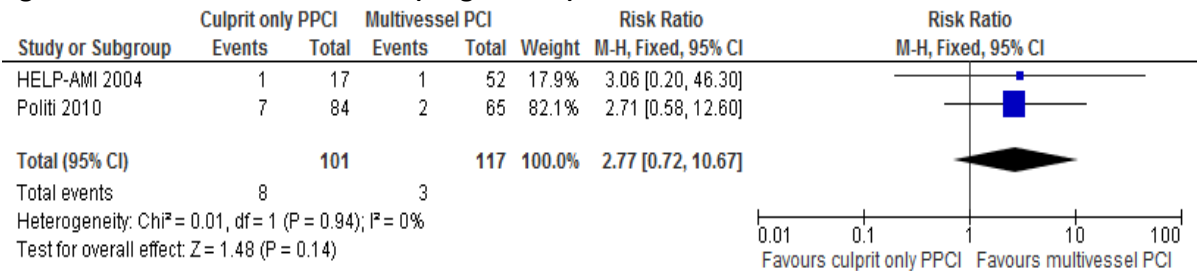 Culprit only PPCI Multivessel PCI Risk Ratio Risk Ratio
Study or Subgroup Events Total Events Total Weight M-H, Fixed, 95% CI M-H, Fixed, 95% CI
HELP-AMI 2004 1 17 1 52 17.9% 3.06 [0.20, 46.30]
Politi 2010 7 84 2 65 82.1% 2.71 [0.58, 12.60]
Total (95% CI) 101 117 100.0% 2.77 [0.72, 10.67]
Total events 8 3
Heterogeneity: Chi² = 0.01, df = 1 (P = 0.94); I² = 0%
Test for overall effect: Z = 1.48 (P = 0.14)
0.01 0.1 1 10 100
Favours culprit only PPCI Favours multivessel PCI